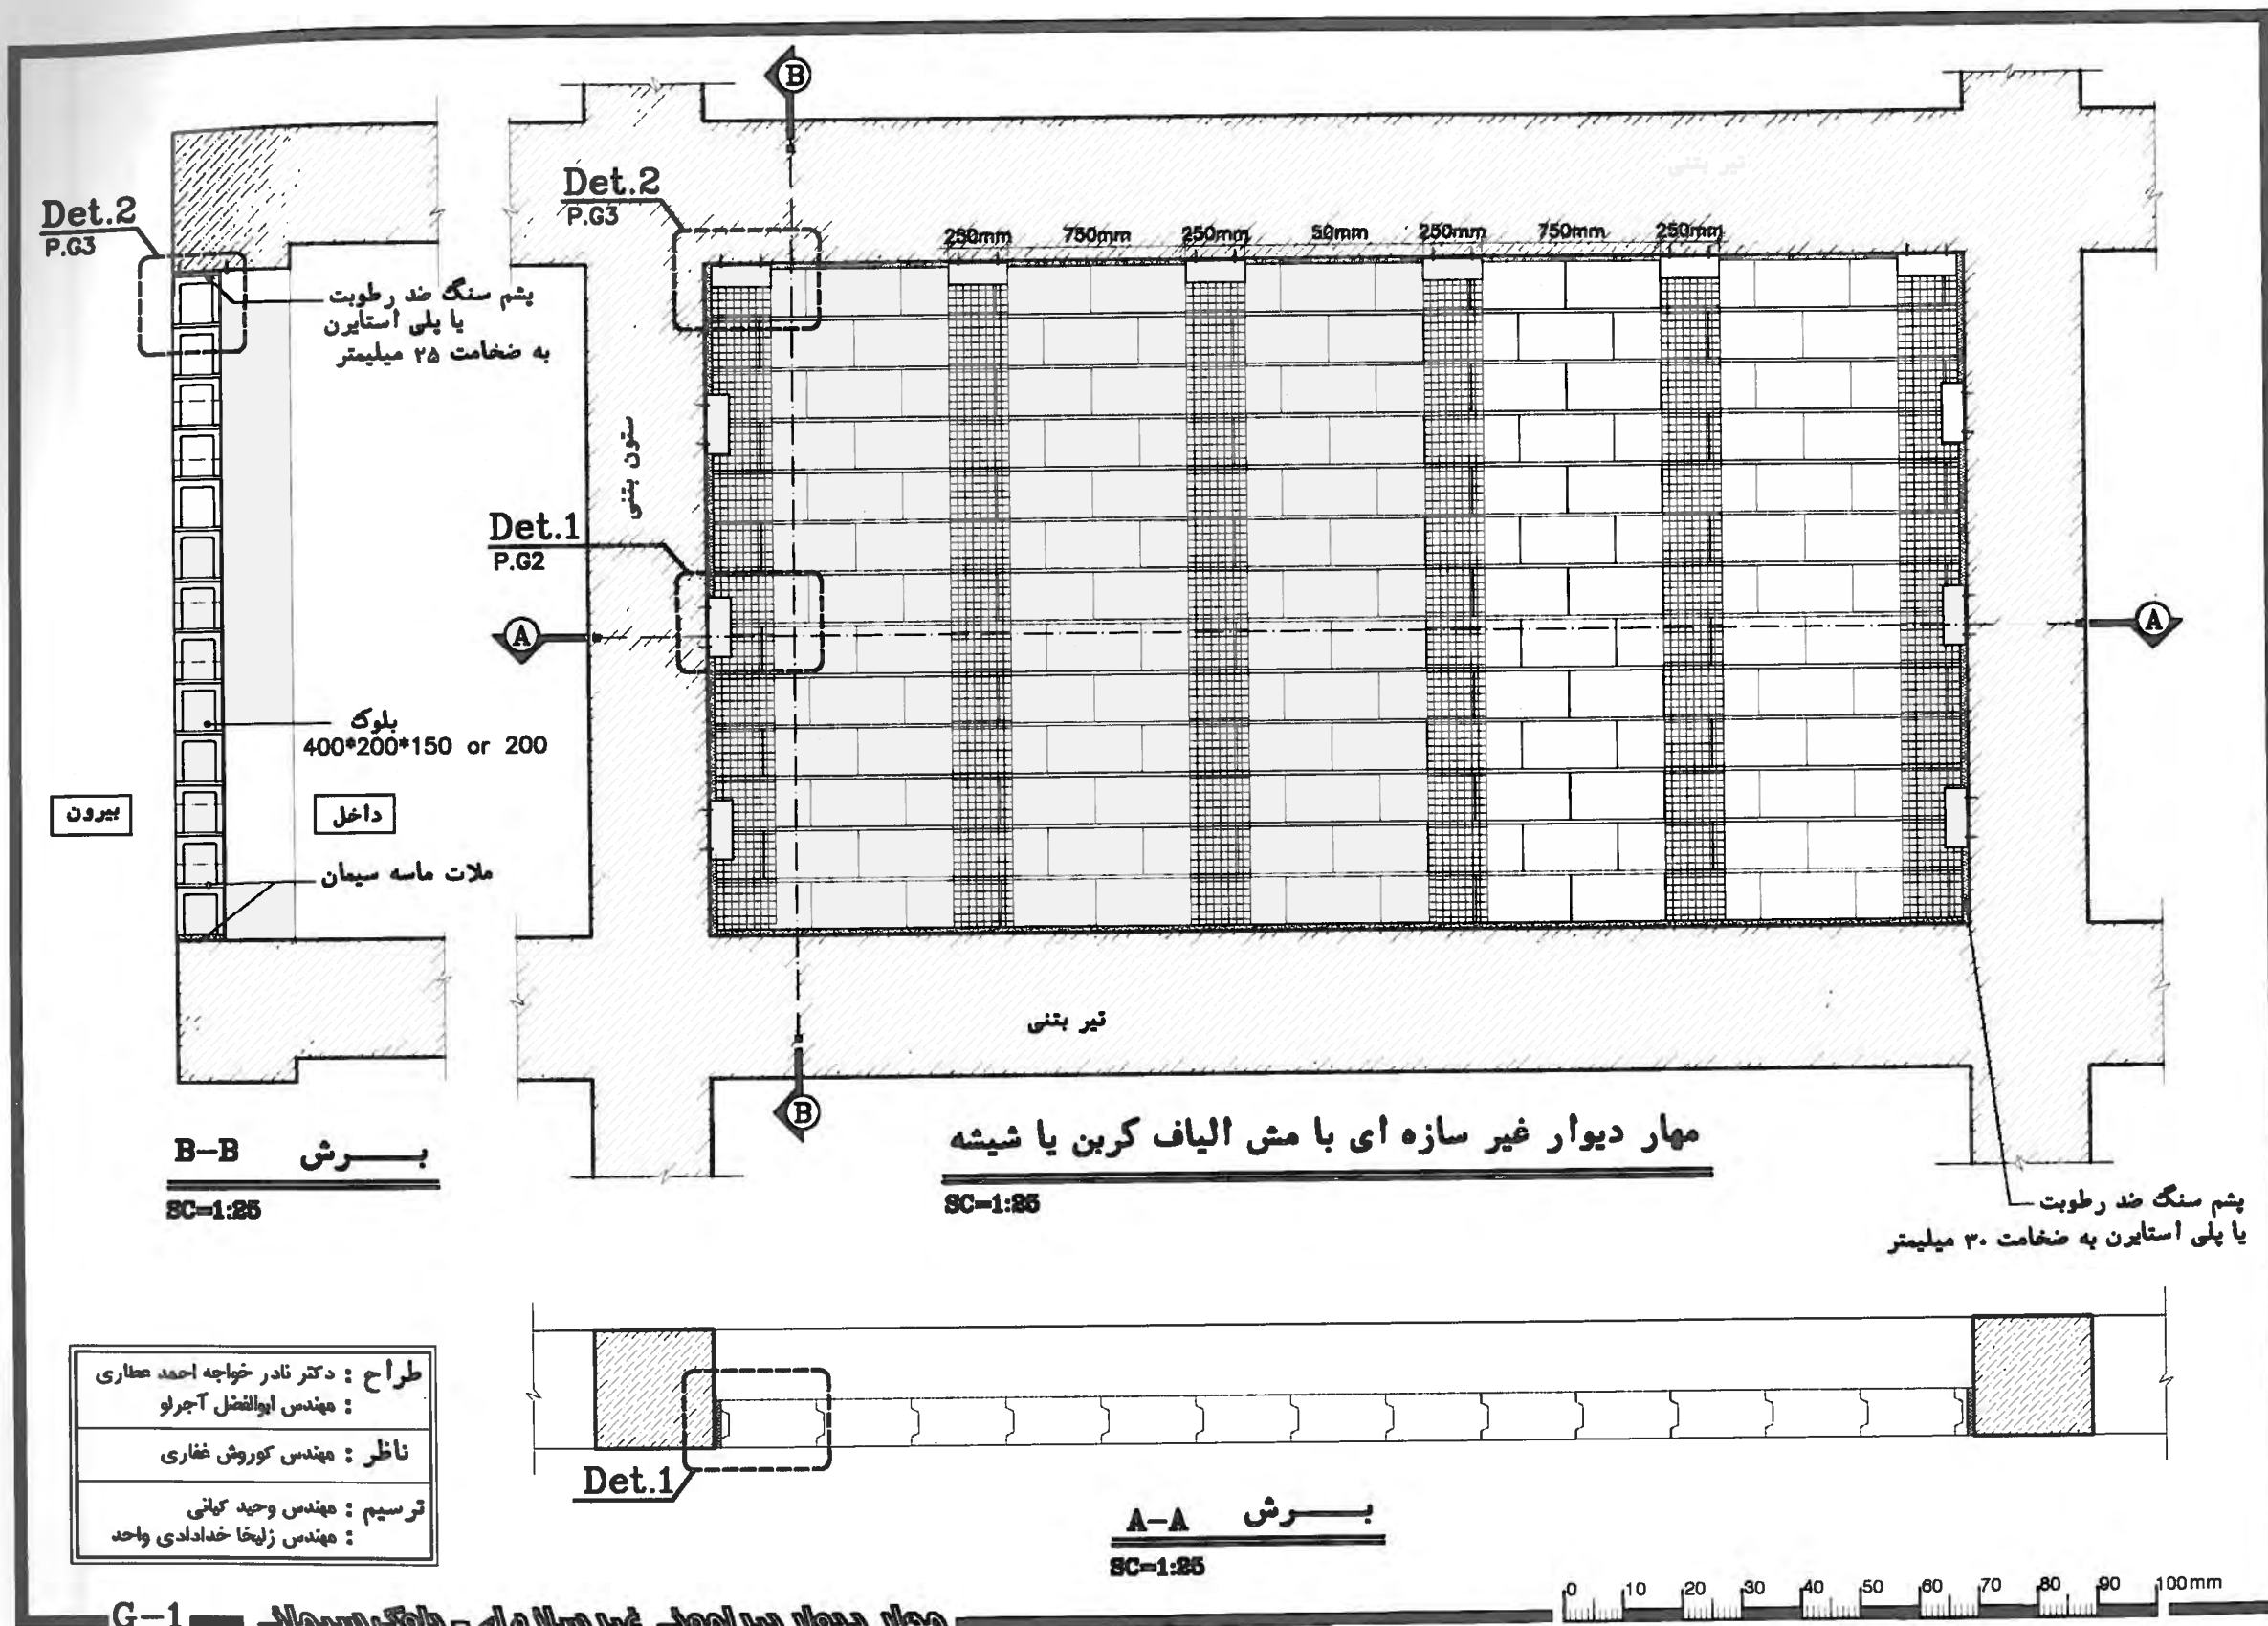 B
Det.2
P.G3
Det.2
P.G3
تیر بتنی
250mm 750mm 250mm 50mm 250mm 750mm 250mm
پشم سنگ ضد رطوبت
یا پلی استایرن
به ضخامت ۲۵ میلیمتر
ستون بتنی
Det.1
P.G2
A
A
بلوک
400*200*150 or 200
بیرون
داخل
ملات ماسه سیمان
تیر بتنی
B
برش B-B
SC=1:25
مهار دیوار غیر سازه ای با مش الیاف کربن یا شیشه
SC=1:25
پشم سنگ ضد رطوبت
یا پلی استایرن به ضخامت ۳۰ میلیمتر
طراح : دکتر نادر خواجه احمد عطاری
: مهندس ابوالفضل آجرلو
ناظر : مهندس کوروش غفاری
ترسیم : مهندس وحید کیانی
: مهندس زلیخا خدادادی واحد
Det.1
برش A-A
SC=1:25
0 10 20 30 40 50 60 70 80 90 100mm
G-1